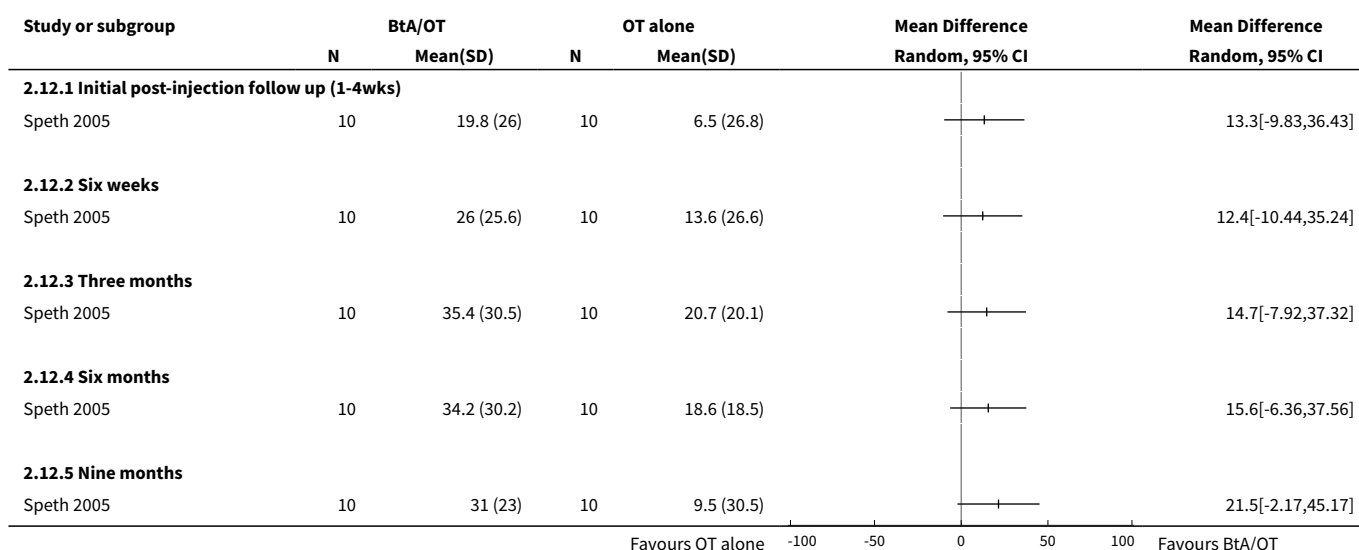 Study or subgroup BtA/OT OT alone Mean Difference Mean Difference
N Mean(SD) N Mean(SD) Random, 95% CI Random, 95% CI
2.12.1 Initial post-injection follow up (1-4wks)
Speth 2005 10 19.8 (26) 10 6.5 (26.8) 13.3[-9.83,36.43]
2.12.2 Six weeks
Speth 2005 10 26 (25.6) 10 13.6 (26.6) 12.4[-10.44,35.24]
2.12.3 Three months
Speth 2005 10 35.4 (30.5) 10 20.7 (20.1) 14.7[-7.92,37.32]
2.12.4 Six months
Speth 2005 10 34.2 (30.2) 10 18.6 (18.5) 15.6[-6.36,37.56]
2.12.5 Nine months
Speth 2005 10 31 (23) 10 9.5 (30.5) 21.5[-2.17,45.17]
Favours OT alone -100 -50 0 50 100 Favours BtA/OT